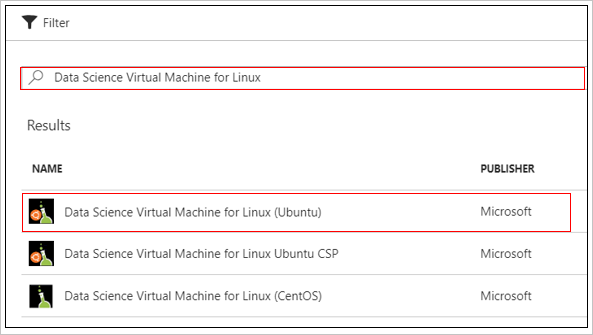 Filter
Data Science Virtual Machine for Linux
Results
NAME PUBLISHER
Data Science Virtual Machine for Linux (Ubuntu) Microsoft
Data Science Virtual Machine for Linux Ubuntu CSP Microsoft
Data Science Virtual Machine for Linux (CentOS) Microsoft